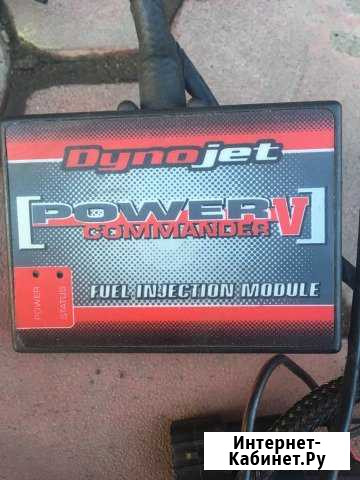 Dynojet
POWER V
COMMANDER
FUEL INJECTION MODULE
POWER
STATUS
Интернет-
Кабинет.Ру